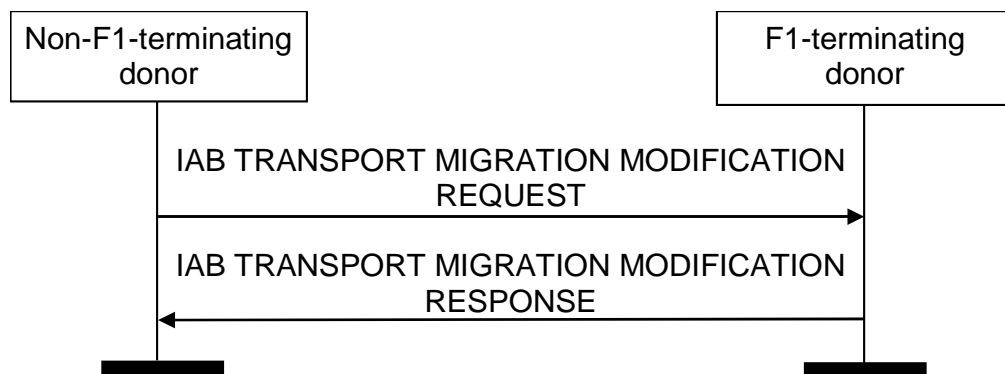 Non-F1-terminating
donor
F1-terminating
donor
IAB TRANSPORT MIGRATION MODIFICATION
REQUEST
IAB TRANSPORT MIGRATION MODIFICATION
RESPONSE